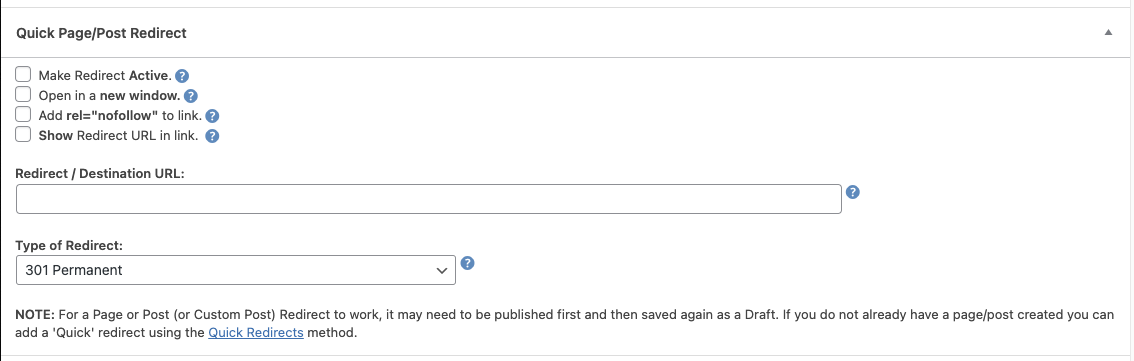 Quick Page/Post Redirect
Make Redirect Active. ?
Open in a new window. ?
Add rel="nofollow" to link. ?
Show Redirect URL in link. ?
Redirect / Destination URL:
?
Type of Redirect:
301 Permanent ?
NOTE: For a Page or Post (or Custom Post) Redirect to work, it may need to be published first and then saved again as a Draft. If you do not already have a page/post created you can
add a 'Quick' redirect using the Quick Redirects method.